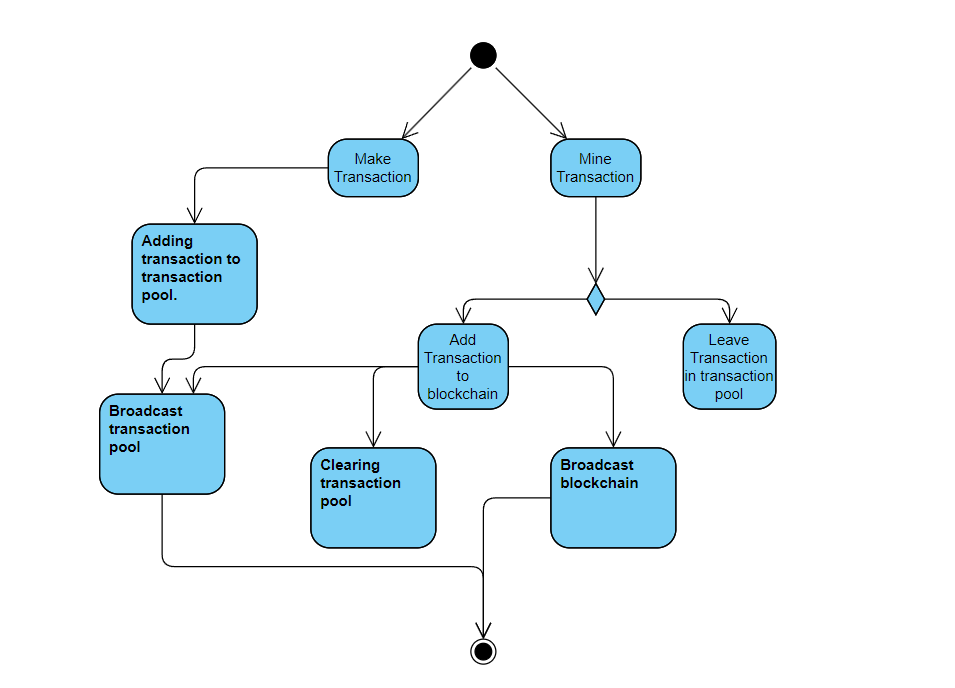 Make
Transaction
Mine
Transaction
Adding
transaction to
transaction
pool.
Add
Transaction
to
blockchain
Leave
Transaction
in transaction
pool
Broadcast
transaction
pool
Clearing
transaction
pool
Broadcast
blockchain